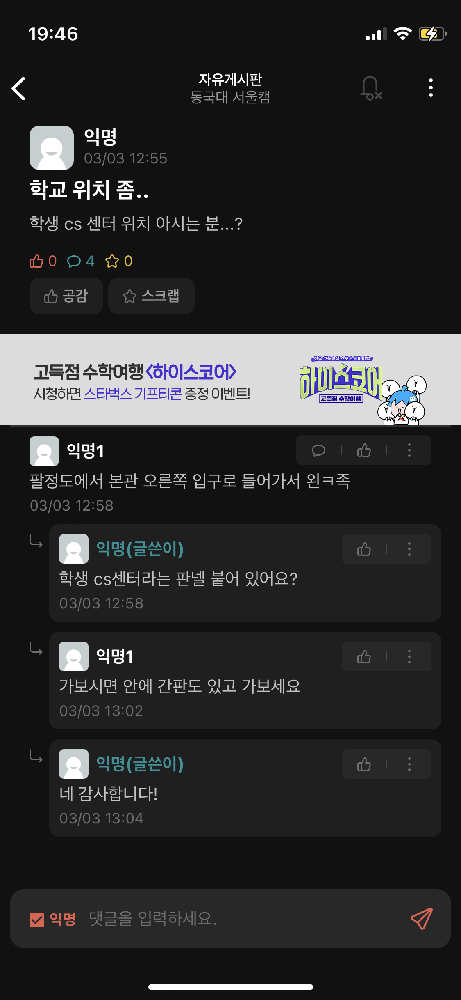 19:46
자유게시판
동국대 서울캠
익명
03/03 12:55
학교 위치 좀..
학생 cs 센터 위치 아시는 분...?
0 4 0
공감 스크랩
고득점 수학여행<하이스코어>
시청하면 스타벅스 기프티콘 증정 이벤트!
전국 고등학생 스포츠 서바이벌
하이스코어
고득점 수학여행
익명1
팔정도에서 본관 오른쪽 입구로 들어가서 왼ㅋ족
03/03 12:58
익명(글쓴이)
학생 cs센터라는 판넬 붙어 있어요?
03/03 12:58
익명1
가보시면 안에 간판도 있고 가보세요
03/03 13:02
익명(글쓴이)
네 감사합니다!
03/03 13:04
익명 댓글을 입력하세요.